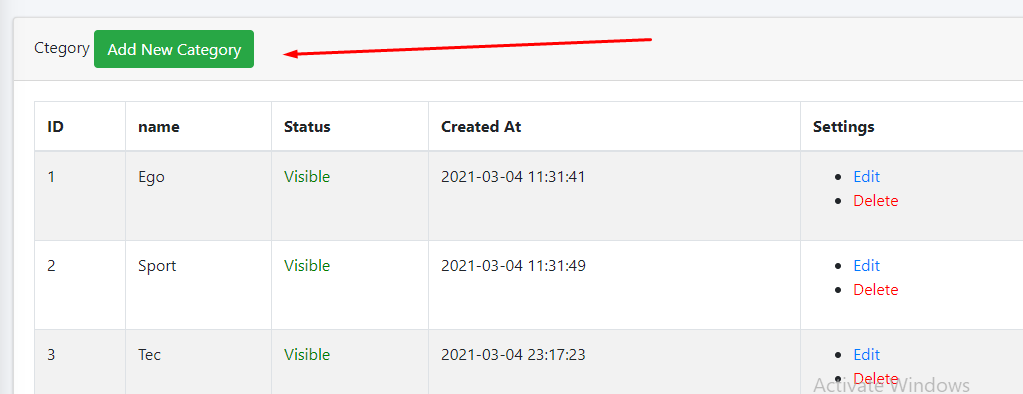 Ctegory Add New Category
ID name Status Created At Settings
1 Ego Visible 2021-03-04 11:31:41 Edit
Delete
2 Sport Visible 2021-03-04 11:31:49 Edit
Delete
3 Tec Visible 2021-03-04 23:17:23 Edit
Delete
Activate Windows